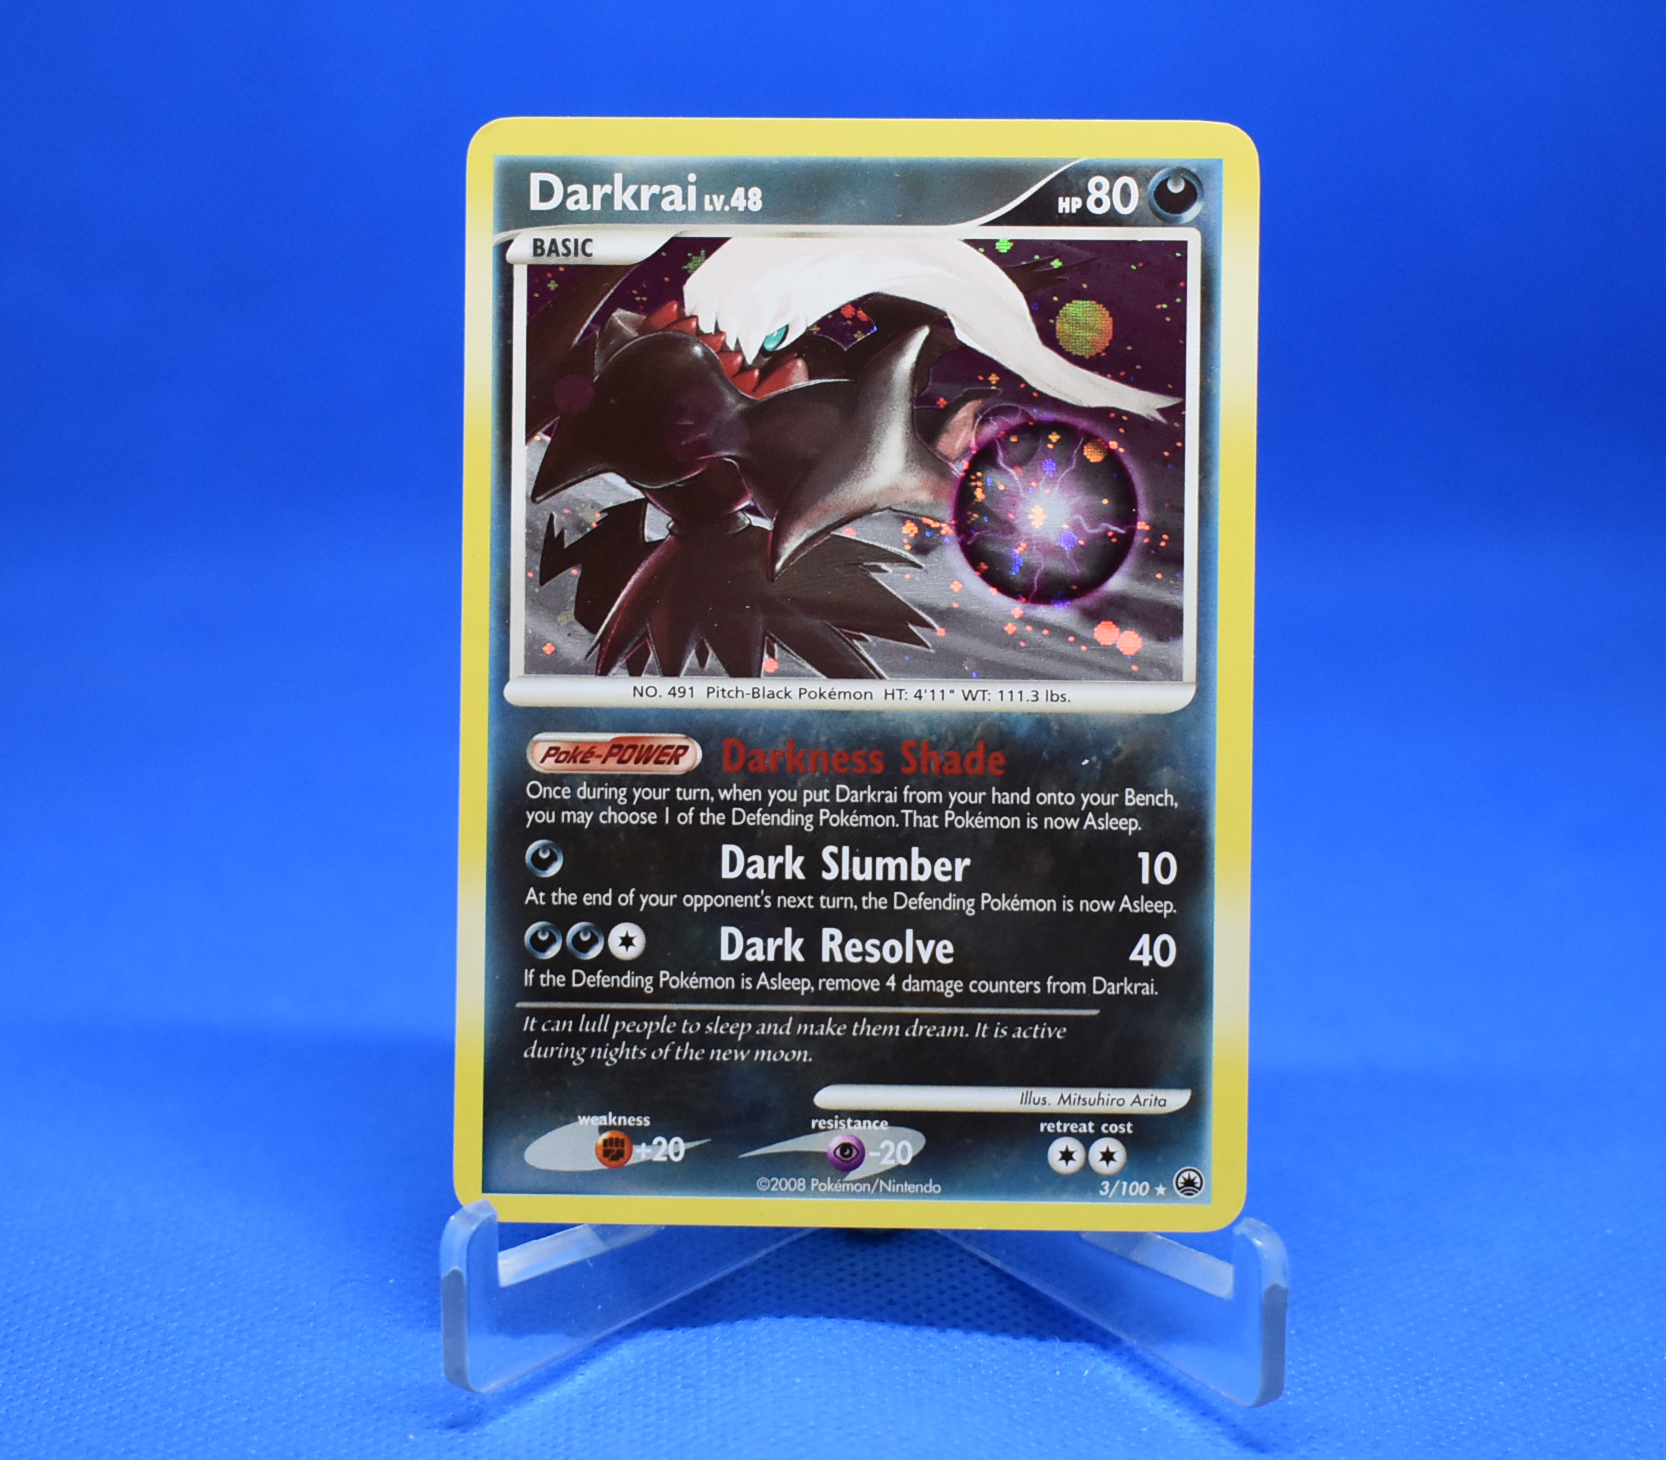 Darkrai LV.48
HP 80
BASIC
NO. 491 Pitch-Black Pokémon HT: 4'11" WT: 111.3 lbs.
Poké-POWER Darkness Shade
Once during your turn, when you put Darkrai from your hand onto your Bench,
you may choose 1 of the Defending Pokémon. That Pokémon is now Asleep.
Dark Slumber 10
At the end of your opponent's next turn, the Defending Pokémon is now Asleep.
Dark Resolve 40
If the Defending Pokémon is Asleep, remove 4 damage counters from Darkrai.
It can lull people to sleep and make them dream. It is active
during nights of the new moon.
Illus. Mitsuhiro Arita
weakness resistance retreat cost
+20 -20
©2008 Pokémon/Nintendo 3/100 ★